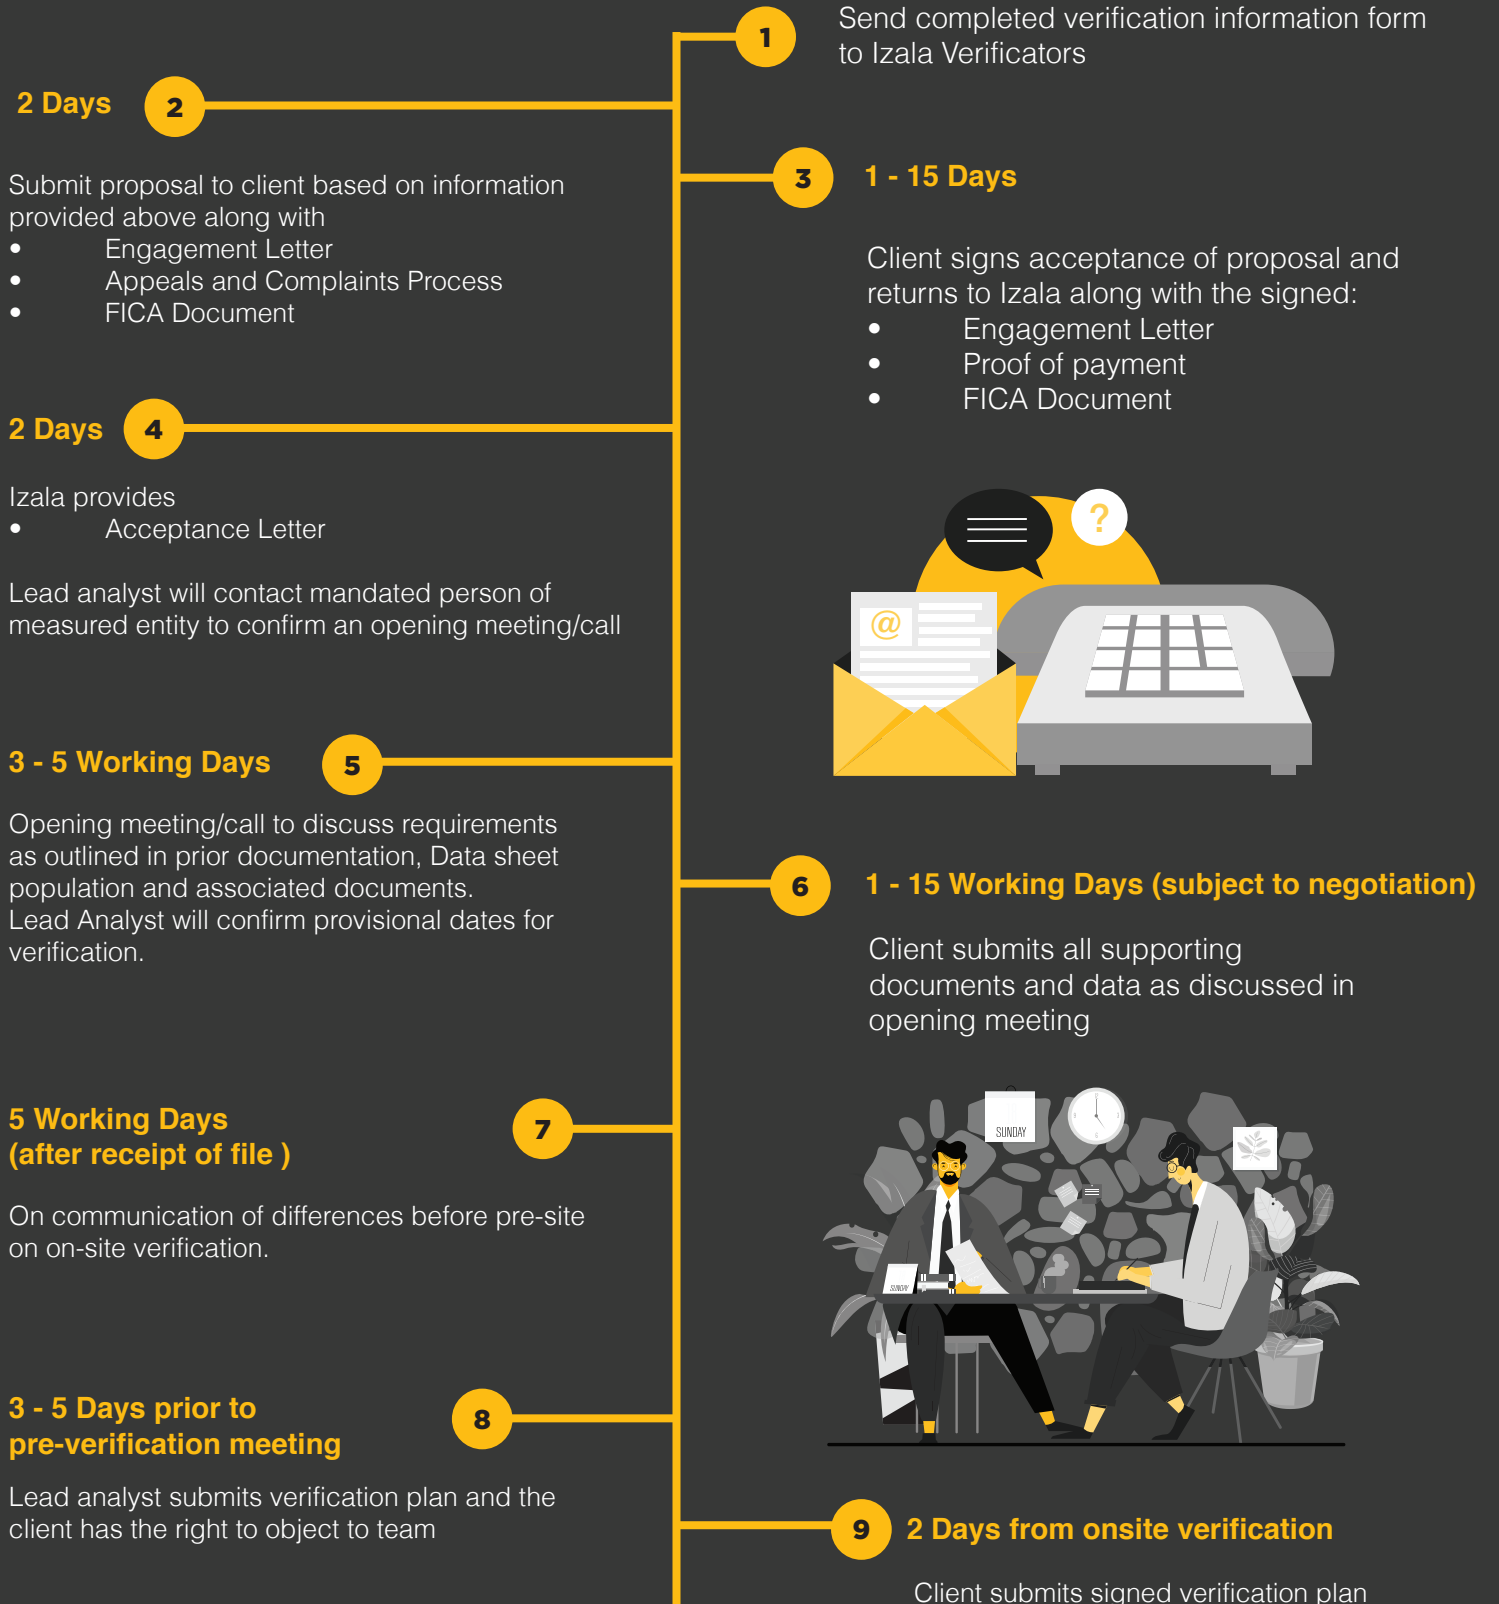 1
Send completed verification information form
to Izala Verificators
2 Days
2
Submit proposal to client based on information
provided above along with
• Engagement Letter
• Appeals and Complaints Process
• FICA Document
3
1 - 15 Days
Client signs acceptance of proposal and
returns to Izala along with the signed:
• Engagement Letter
• Proof of payment
• FICA Document
2 Days
4
Izala provides
• Acceptance Letter
Lead analyst will contact mandated person of
measured entity to confirm an opening meeting/call
?
@
3 - 5 Working Days
5
Opening meeting/call to discuss requirements
as outlined in prior documentation, Data sheet
population and associated documents.
Lead Analyst will confirm provisional dates for
verification.
6
1 - 15 Working Days (subject to negotiation)
Client submits all supporting
documents and data as discussed in
opening meeting
5 Working Days
(after receipt of file )
7
On communication of differences before pre-site
on on-site verification.
SUNDAY
SUNDAY
3 - 5 Days prior to
pre-verification meeting
8
Lead analyst submits verification plan and the
client has the right to object to team
9
2 Days from onsite verification
Client submits signed verification plan